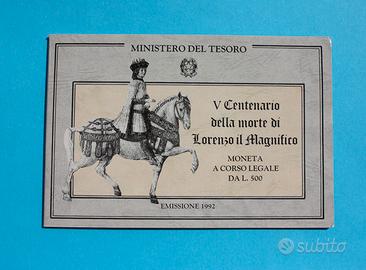 MINISTERO DEL TESORO
V Centenario
della morte di
Lorenzo il Magnifico
MONETA
A CORSO LEGALE
DA L. 500
EMISSIONE 1992
subito